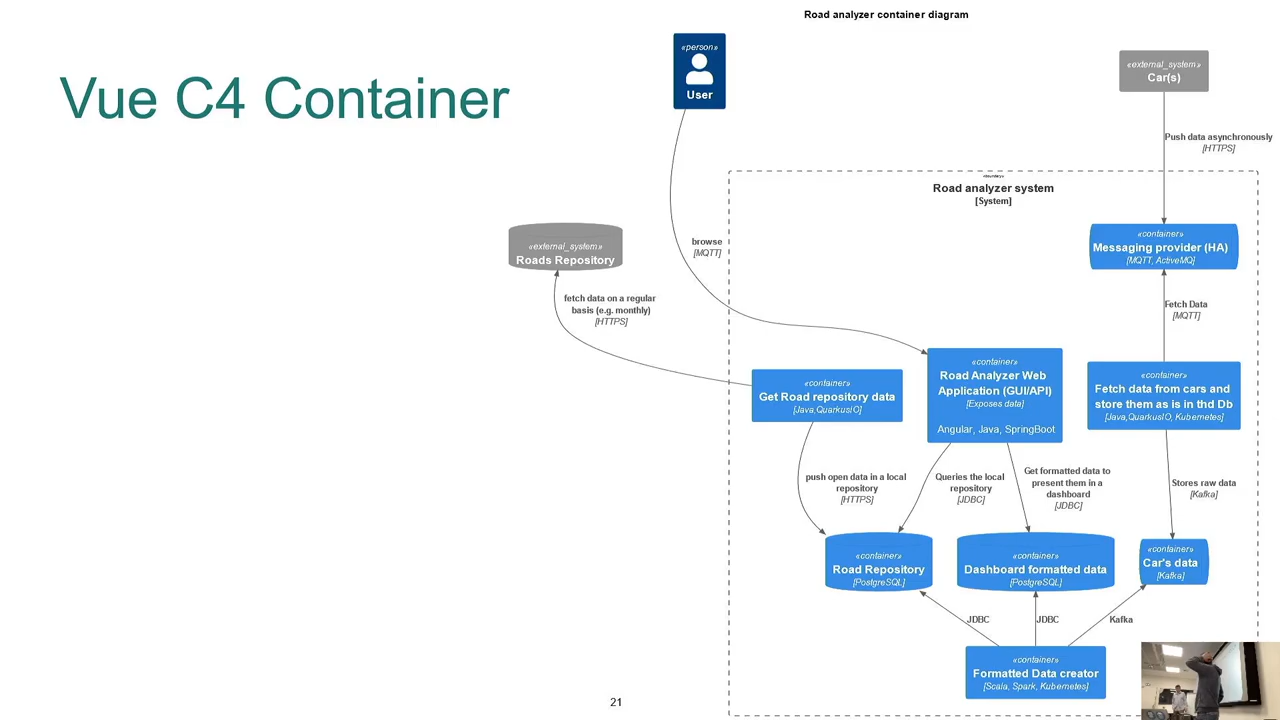 Road analyzer container diagram
Vue C4 Container
«person»
User
«external_system»
Car(s)
Push data asynchronously
[HTTPS]
«boundary»
Road analyzer system
[System]
«external_system»
Roads Repository
browse
[MQTT]
«container»
Messaging provider (HA)
[MQTT, ActiveMQ]
fetch data on a regular
basis (e.g. monthly)
[HTTPS]
Fetch Data
[MQTT]
«container»
Get Road repository data
[Java,QuarkusIO]
«container»
Road Analyzer Web
Application (GUI/API)
[Exposes data]
Angular, Java, SpringBoot
«container»
Fetch data from cars and
store them as is in thd Db
[Java,QuarkusIO, Kubernetes]
push open data in a local
repository
[HTTPS]
Queries the local
repository
[JDBC]
Get formatted data to
present them in a
dashboard
[JDBC]
Stores raw data
[Kafka]
«container»
Road Repository
[PostgreSQL]
«container»
Dashboard formatted data
[PostgreSQL]
«container»
Car's data
[Kafka]
JDBC
JDBC
Kafka
«container»
Formatted Data creator
[Scala, Spark, Kubernetes]
21